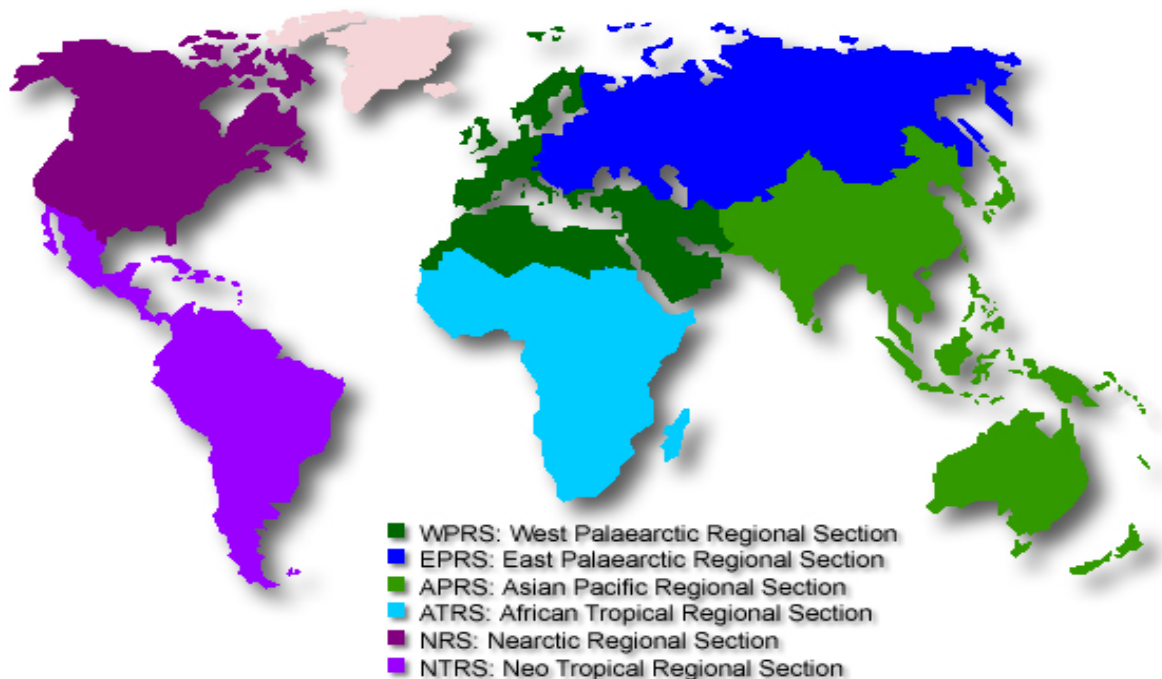 WPRS: West Palaearctic Regional Section
EPRS: East Palaearctic Regional Section
APRS: Asian Pacific Regional Section
ATRS: African Tropical Regional Section
NRS: Nearctic Regional Section
NTRS: Neo Tropical Regional Section